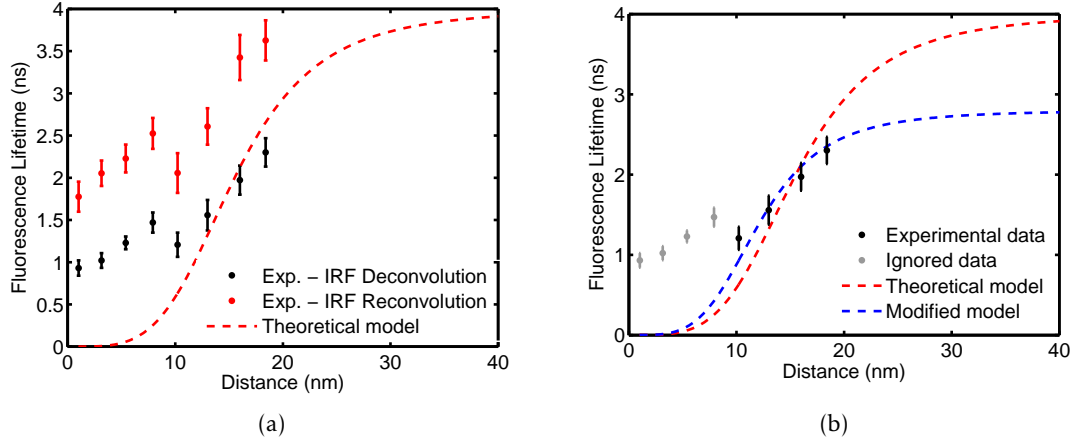 4
3.5
3
2.5
2
1.5
1
0.5
0
Fluorescence Lifetime (ns)
Exp. – IRF Deconvolution
Exp. – IRF Reconvolution
Theoretical model
0 10 20 30 40
Distance (nm)
(a)
4
3
2
1
0
Fluorescence Lifetime (ns)
Experimental data
Ignored data
Theoretical model
Modified model
0 10 20 30 40
Distance (nm)
(b)